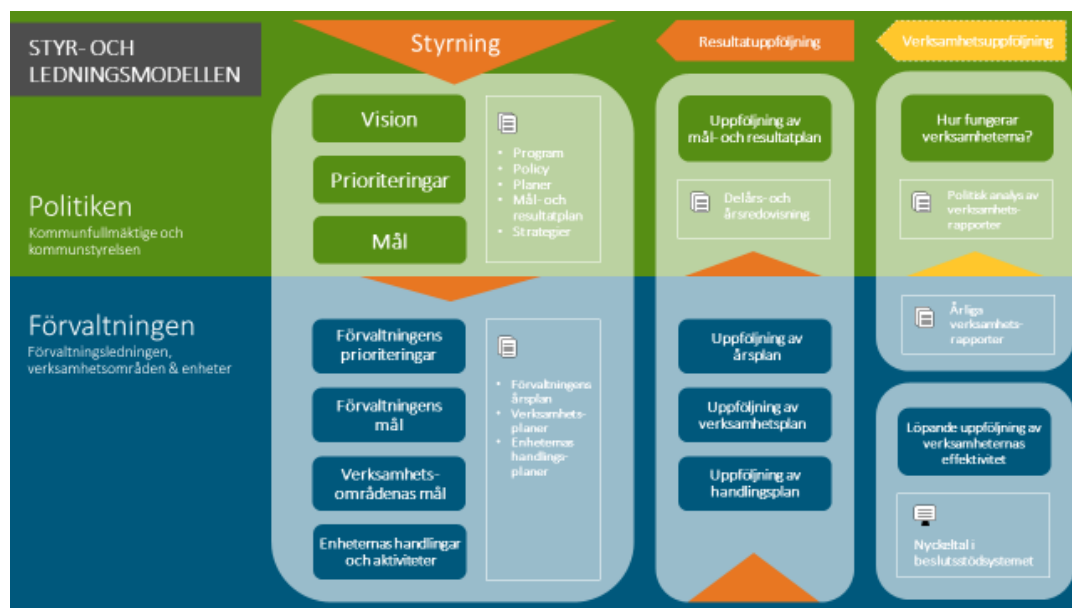 STYR- OCH
LEDNINGSMODELLEN
Styrning
Resultatuppföljning
Verksamhetsuppföljning
Politiken
Kommunfullmäktige och
kommunstyrelsen
Vision
Prioriteringar
Mål
• Program
• Policy
• Planer
• Mål- och
resultatplan
• Strategier
Uppföljning av
mål- och resultatplan
Delårs- och
årsredovisning
Hur fungerar
verksamheterna?
Politisk analys av
verksamhets-
rapporter
Förvaltningen
Förvaltningsledningen,
verksamhetsområden & enheter
Förvaltningens
prioriteringar
Förvaltningens
mål
Verksamhets-
områdenas mål
Enheternas handlingar
och aktiviteter
• Förvaltningens
årsplan
• Verksamhets-
planer
• Enheternas
handlings-
planer
Uppföljning av
årsplan
Uppföljning av
verksamhetsplan
Uppföljning av
handlingsplan
Årliga
verksamhets-
rapporter
Löpande uppföljning av
verksamheternas
effektivitet
Nyckeltal i
beslutsstödsystemet